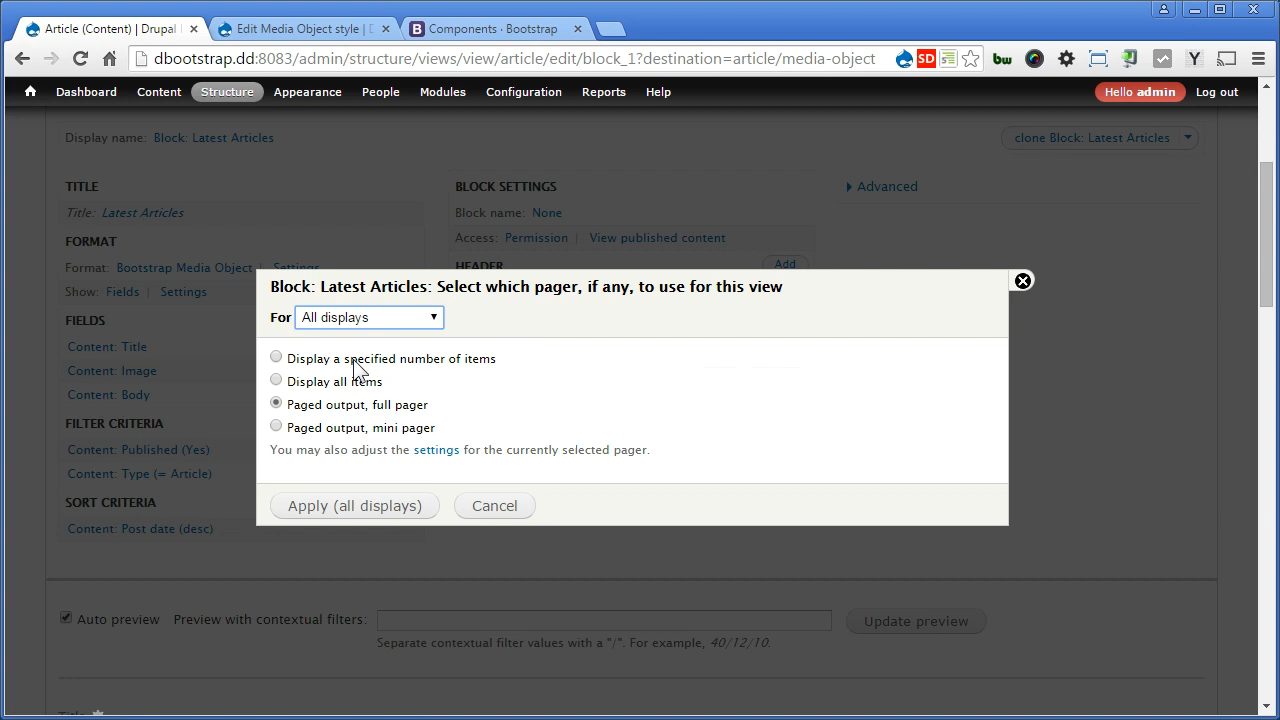 Article (Content) | Drupal
Edit Media Object style | D
Components · Bootstrap
dbootstrap.dd:8083/admin/structure/views/view/article/edit/block_1?destination=article/media-object
SD
bw
Y
Dashboard Content Structure Appearance People Modules Configuration Reports Help
Hello admin Log out
Display name: Block: Latest Articles
clone Block: Latest Articles
TITLE
Title: Latest Articles
FORMAT
Format: Bootstrap Media Object | Settings
Show: Fields | Settings
FIELDS
Content: Title
Content: Image
Content: Body
FILTER CRITERIA
Content: Published (Yes)
Content: Type (= Article)
SORT CRITERIA
Content: Post date (desc)
BLOCK SETTINGS
Block name: None
Access: Permission | View published content
HEADER Add
Advanced
Block: Latest Articles: Select which pager, if any, to use for this view
For All displays
Display a specified number of items
Display all items
Paged output, full pager
Paged output, mini pager
You may also adjust the settings for the currently selected pager.
Apply (all displays) Cancel
Auto preview Preview with contextual filters: Update preview
Separate contextual filter values with a "/". For example, 40/12/10.
Title